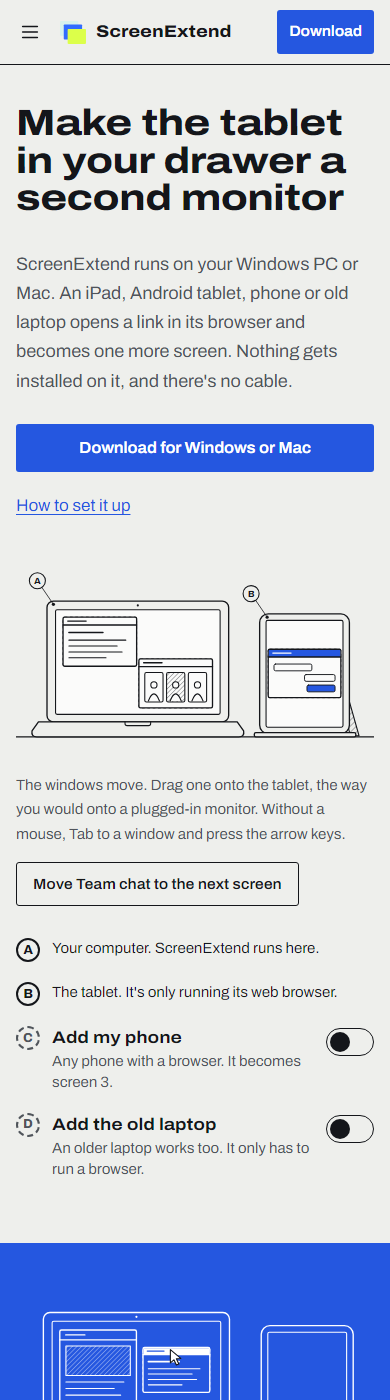 ScreenExtend
Download
Make the tablet
in your drawer a
second monitor
ScreenExtend runs on your Windows PC or
Mac. An iPad, Android tablet, phone or old
laptop opens a link in its browser and
becomes one more screen. Nothing gets
installed on it, and there's no cable.
Download for Windows or Mac
How to set it up
A
B
The windows move. Drag one onto the tablet, the way
you would onto a plugged-in monitor. Without a
mouse, Tab to a window and press the arrow keys.
Move Team chat to the next screen
A Your computer. ScreenExtend runs here.
B The tablet. It's only running its web browser.
C Add my phone
Any phone with a browser. It becomes
screen 3.
D Add the old laptop
An older laptop works too. It only has to
run a browser.